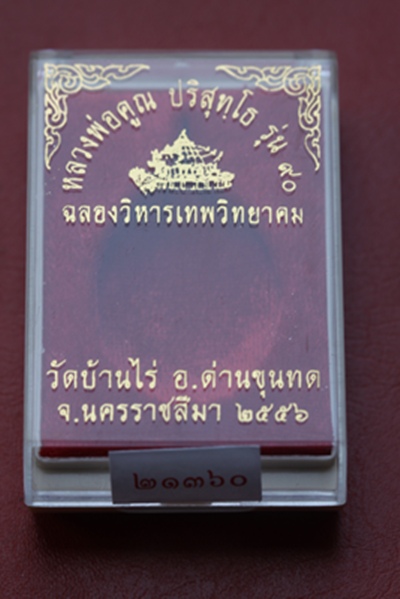 หลวงพ่อคูณ ปริสุทฺโธ รุ่น ๙๐
ฉลองวิหารเทพวิทยาคม
วัดบ้านไร่ อ.ด่านขุนทด
จ.นครราชสีมา ๒๕๕๖
๒๑๓๖๐